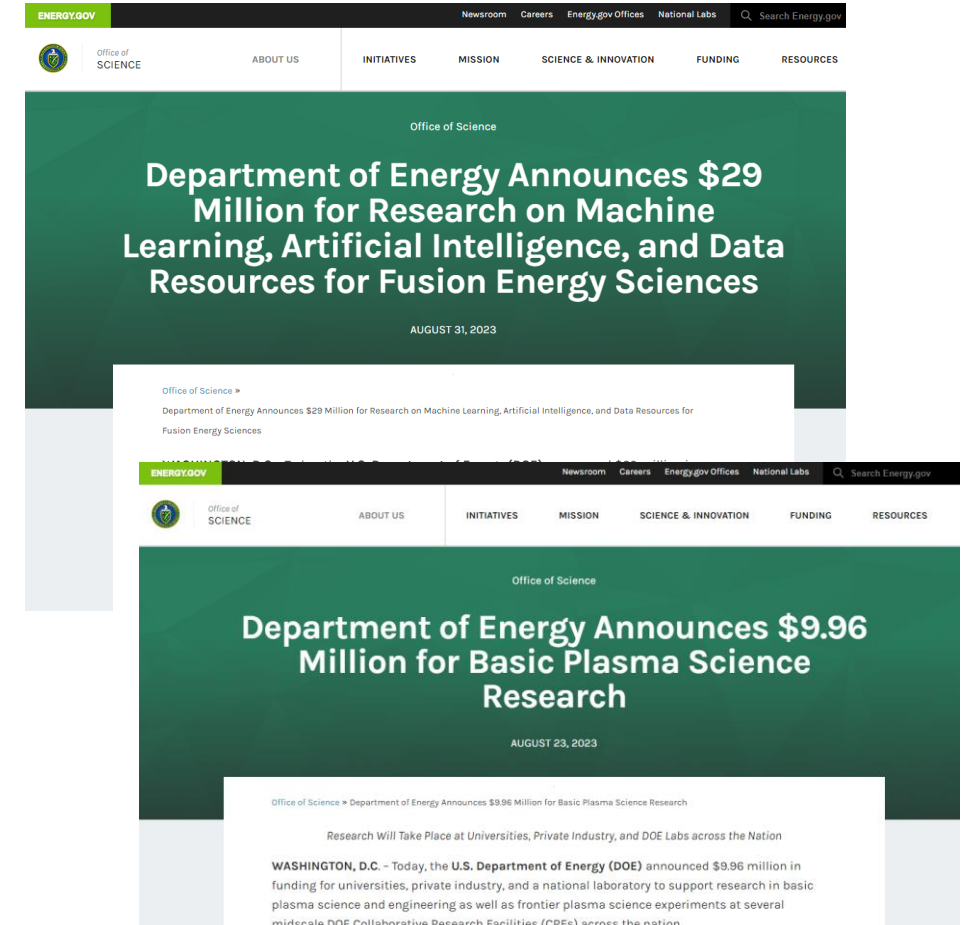 ENERGY.GOV Newsroom Careers Energy.gov Offices National Labs Search Energy.gov
Office of
SCIENCE
ABOUT US INITIATIVES MISSION SCIENCE & INNOVATION FUNDING RESOURCES
Office of Science
Department of Energy Announces $29
Million for Research on Machine
Learning, Artificial Intelligence, and Data
Resources for Fusion Energy Sciences
AUGUST 31, 2023
Office of Science »
Department of Energy Announces $29 Million for Research on Machine Learning, Artificial Intelligence, and Data Resources for
Fusion Energy Sciences
ENERGY.GOV Newsroom Careers Energy.gov Offices National Labs Search Energy.gov
Office of
SCIENCE
ABOUT US INITIATIVES MISSION SCIENCE & INNOVATION FUNDING RESOURCES
Office of Science
Department of Energy Announces $9.96
Million for Basic Plasma Science
Research
AUGUST 23, 2023
Office of Science » Department of Energy Announces $9.96 Million for Basic Plasma Science Research
Research Will Take Place at Universities, Private Industry, and DOE Labs across the Nation
WASHINGTON, D.C. – Today, the U.S. Department of Energy (DOE) announced $9.96 million in
funding for universities, private industry, and a national laboratory to support research in basic
plasma science and engineering as well as frontier plasma science experiments at several
midscale DOE Collaborative Research Facilities (CRFs) across the nation